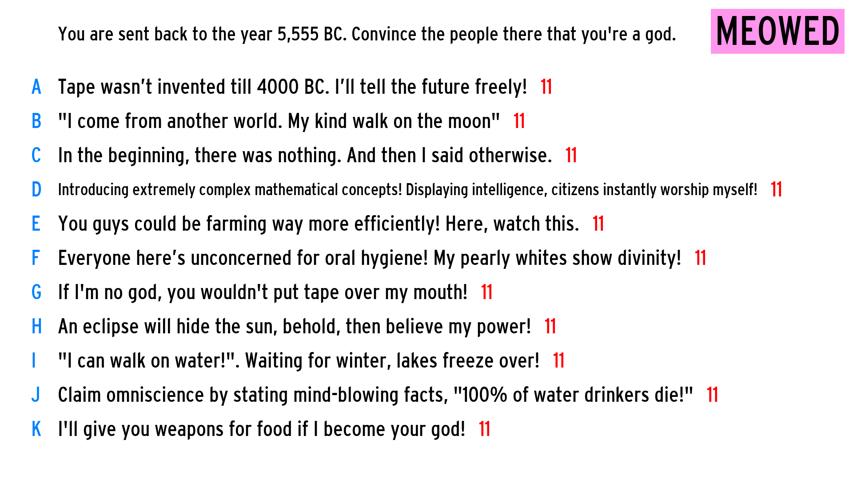 You are sent back to the year 5,555 BC. Convince the people there that you're a god. MEOWED
A Tape wasn’t invented till 4000 BC. I’ll tell the future freely! 11
B "I come from another world. My kind walk on the moon" 11
C In the beginning, there was nothing. And then I said otherwise. 11
D Introducing extremely complex mathematical concepts! Displaying intelligence, citizens instantly worship myself! 11
E You guys could be farming way more efficiently! Here, watch this. 11
F Everyone here’s unconcerned for oral hygiene! My pearly whites show divinity! 11
G If I'm no god, you wouldn't put tape over my mouth! 11
H An eclipse will hide the sun, behold, then believe my power! 11
I "I can walk on water!". Waiting for winter, lakes freeze over! 11
J Claim omniscience by stating mind-blowing facts, "100% of water drinkers die!" 11
K I'll give you weapons for food if I become your god! 11